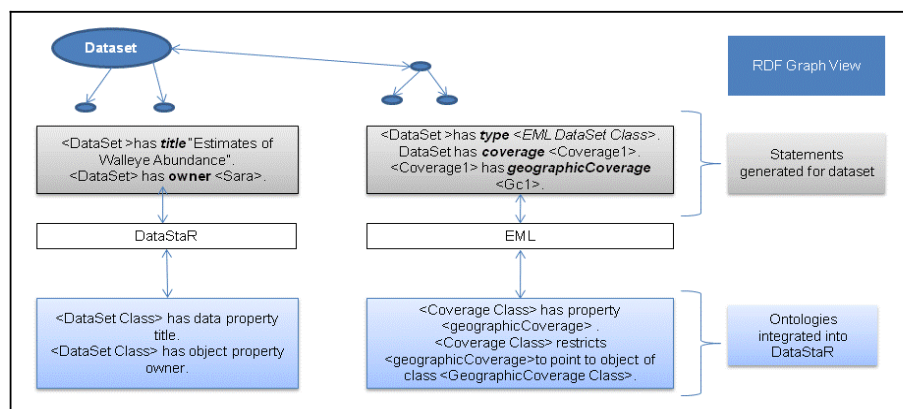 Dataset
RDF Graph View
<DataSet >has title "Estimates of
Walleye Abundance".
<DataSet> has owner <Sara>.
<DataSet >has type <EML DataSet Class>.
DataSet has coverage <Coverage1>.
<Coverage1> has geographicCoverage
<Gc1>.
Statements
generated for dataset
DataStaR
EML
<DataSet Class> has data property
title.
<DataSet Class> has object property
owner.
<Coverage Class> has property
<geographicCoverage> .
<Coverage Class> restricts
<geographicCoverage>to point to object of
class <GeographicCoverage Class>.
Ontologies
integrated into
DataStaR